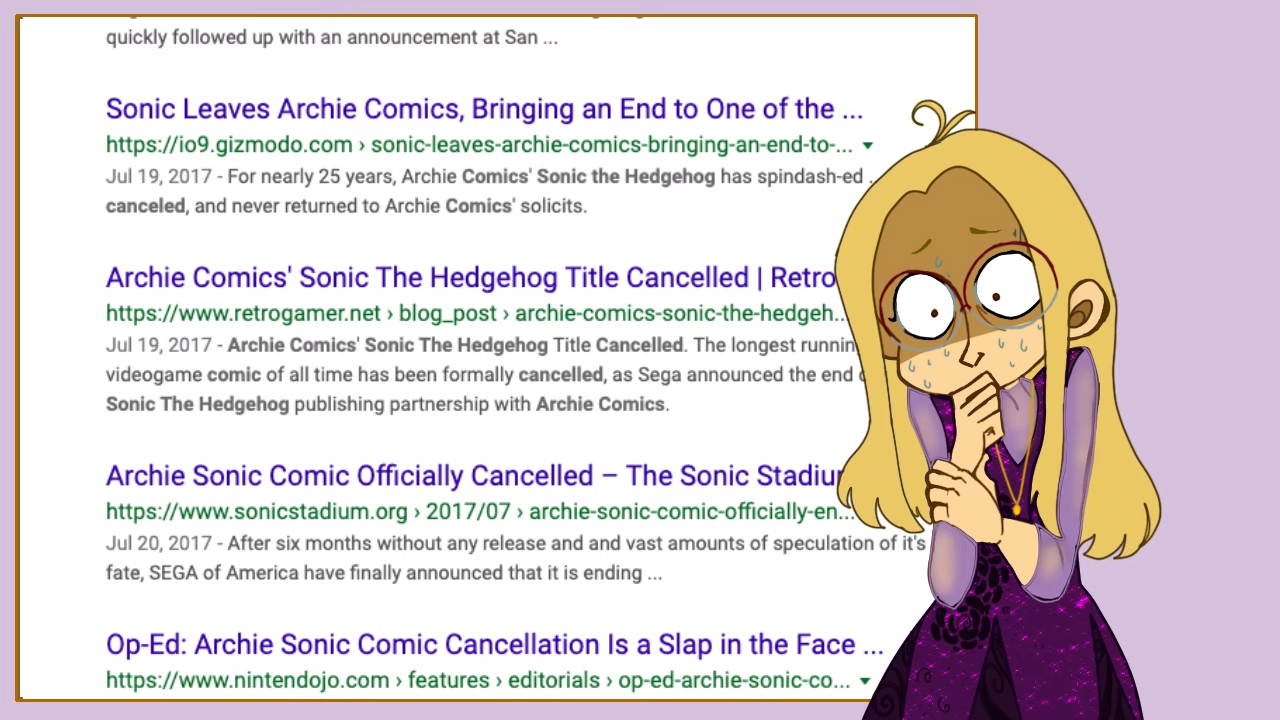 quickly followed up with an announcement at San ...
Sonic Leaves Archie Comics, Bringing an End to One of the ...
https://io9.gizmodo.com › sonic-leaves-archie-comics-bringing-an-end-to-...
Jul 19, 2017 - For nearly 25 years, Archie Comics' Sonic the Hedgehog has spindash-ed .
canceled, and never returned to Archie Comics' solicits.
Archie Comics' Sonic The Hedgehog Title Cancelled | Retro
https://www.retrogamer.net › blog_post › archie-comics-sonic-the-hedgeh...
Jul 19, 2017 - Archie Comics' Sonic The Hedgehog Title Cancelled. The longest running
videogame comic of all time has been formally cancelled, as Sega announced the end
Sonic The Hedgehog publishing partnership with Archie Comics.
Archie Sonic Comic Officially Cancelled – The Sonic Stadiu
https://www.sonicstadium.org › 2017/07 › archie-sonic-comic-officially-en...
Jul 20, 2017 - After six months without any release and and vast amounts of speculation of it's
fate, SEGA of America have finally announced that it is ending ...
Op-Ed: Archie Sonic Comic Cancellation Is a Slap in the Face ...
https://www.nintendojo.com › features › editorials › op-ed-archie-sonic-co...